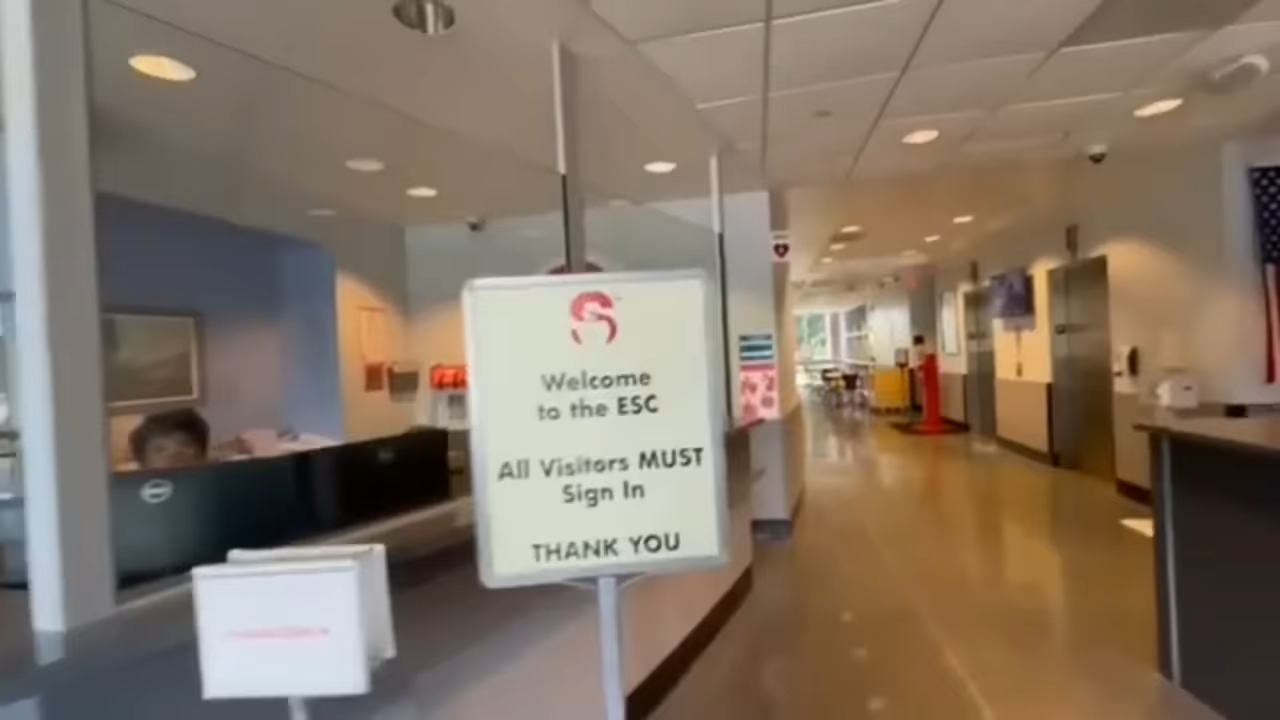 Welcome
to the ESC
All Visitors MUST
Sign In
THANK YOU